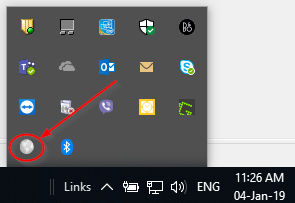 B&O
Links
ENG
11:26 AM
04-Jan-19